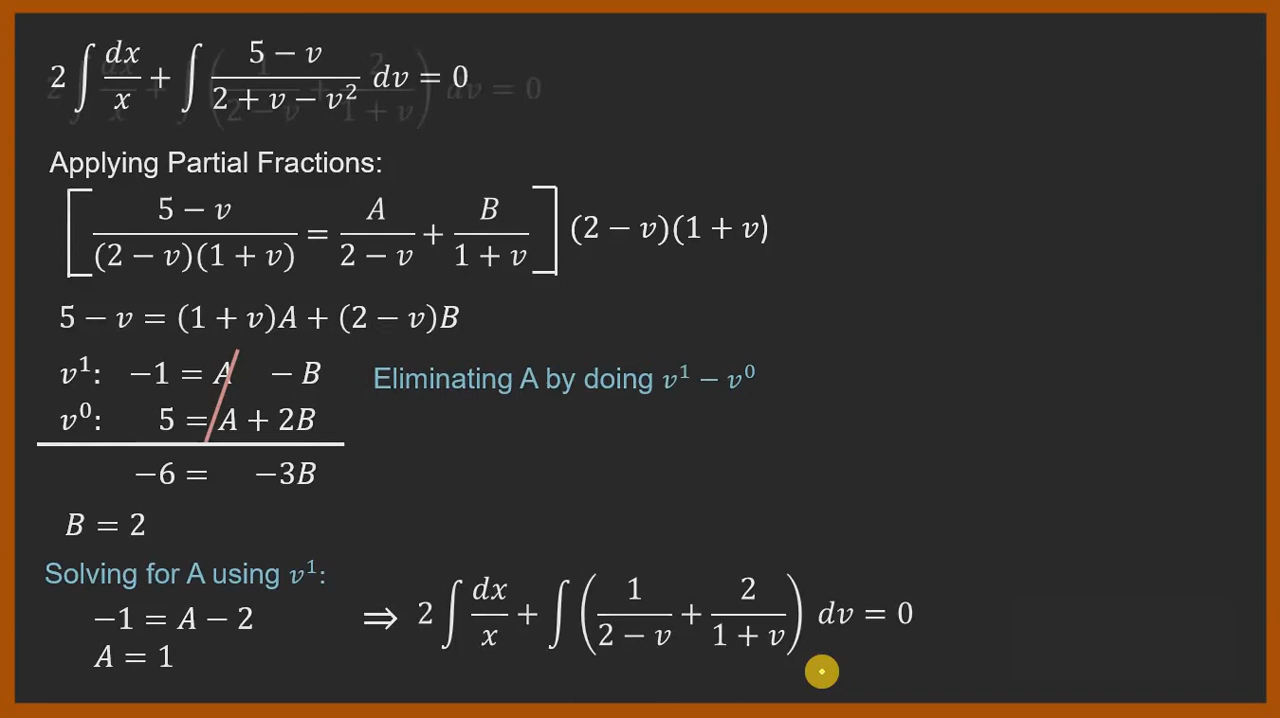 2 ∫ dx/x + ∫ (5 − v)/(2 + v − v²) dv = 0
Applying Partial Fractions:
[ (5 − v)/((2 − v)(1 + v)) = A/(2 − v) + B/(1 + v) ] (2 − v)(1 + v)
5 − v = (1 + v)A + (2 − v)B
v¹: −1 = A − B
Eliminating A by doing v¹ − v⁰
v⁰: 5 = A + 2B
−6 = −3B
B = 2
Solving for A using v¹:
−1 = A − 2
A = 1
⇒ 2 ∫ dx/x + ∫ (1/(2 − v) + 2/(1 + v)) dv = 0